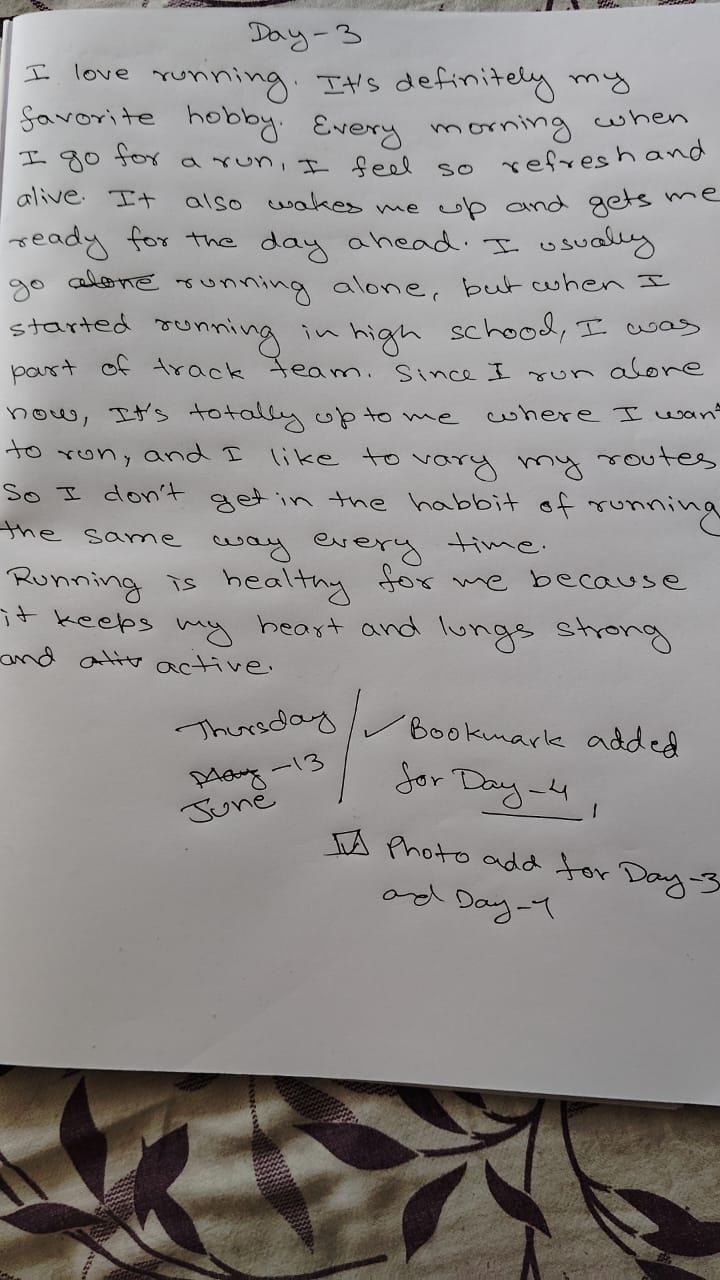 Day-3
I love running. It's definitely my
favorite hobby. Every morning when
I go for a run, I feel so refresh and
alive. It also wakes me up and gets me
ready for the day ahead. I usually
go alone running alone, but when I
started running in high school, I was
part of track team. Since I run alone
now, It's totally up to me where I want
to run, and I like to vary my routes
So I don't get in the habbit of running
the same way every time.
Running is healthy for me because
it keeps my heart and lungs strong
and active.
Thursday
May -13
June
✓ Bookmark added
for Day-4,
☑ Photo add for Day-3
and Day-1